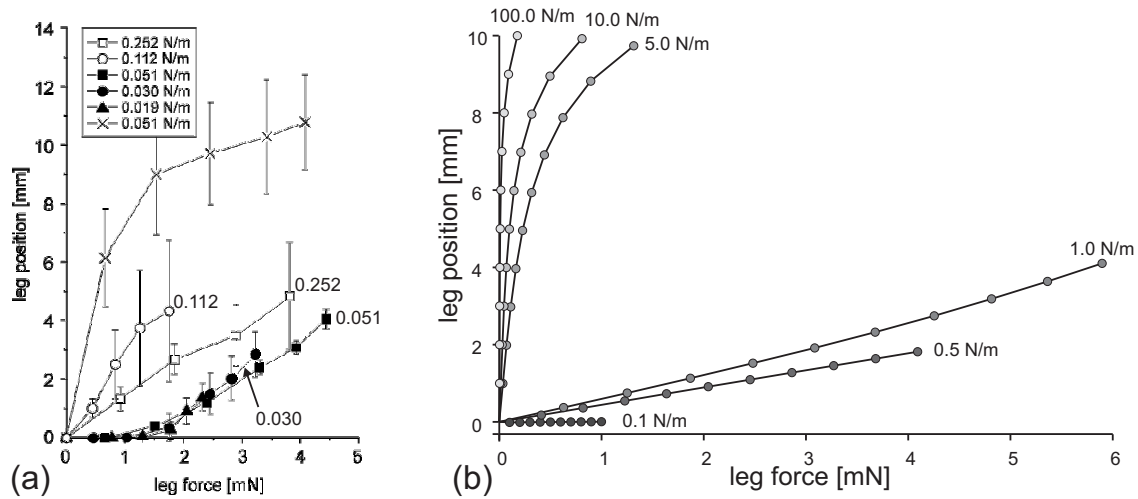 14
12
10
8
6
4
2
0
leg position [mm]
0.252 N/m
0.112 N/m
0.051 N/m
0.030 N/m
0.019 N/m
0.051 N/m
0.112
0.252
0.051
0.030
0 1 2 3 4 5
leg force [mN]
(a)
100.0 N/m
10.0 N/m
5.0 N/m
10
8
6
4
2
0
leg position [mm]
1.0 N/m
0.5 N/m
0.1 N/m
0 1 2 3 4 5 6
leg force [mN]
(b)